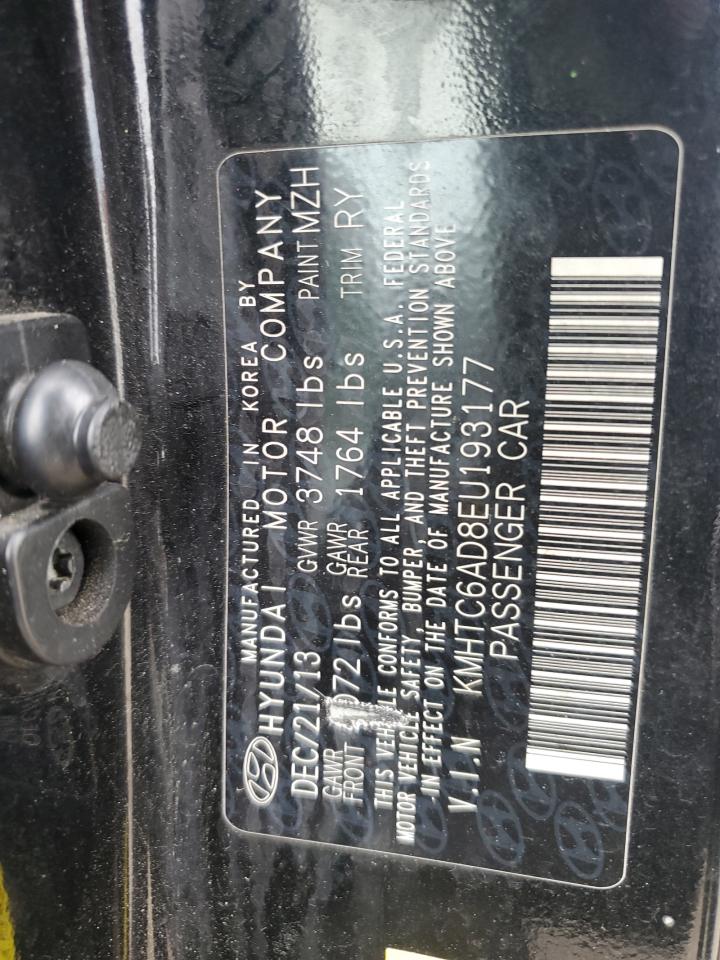 MANUFACTURED IN KOREA BY
HYUNDAI MOTOR COMPANY
DEC/21/13 GVWR 3748 lbs PAINT MZH
GAWR FRONT lbs GAWR REAR 1764 lbs TRIM RY
THIS VEHICLE CONFORMS TO ALL APPLICABLE U.S.A. FEDERAL
MOTOR VEHICLE SAFETY, BUMPER, AND THEFT PREVENTION STANDARDS
IN EFFECT ON THE DATE OF MANUFACTURE SHOWN ABOVE
V.I.N KMHTC6AD8EU193177
PASSENGER CAR